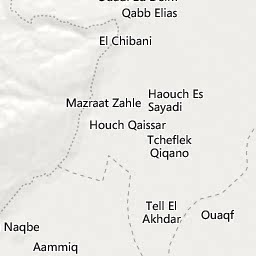 Qabb Elias
El Chibani
Mazraat Zahle
Haouch Es
Sayadi
Houch Qaissar
Tcheflek
Qiqano
Tell El
Akhdar
Ouaqf
Naqbe
Aammiq